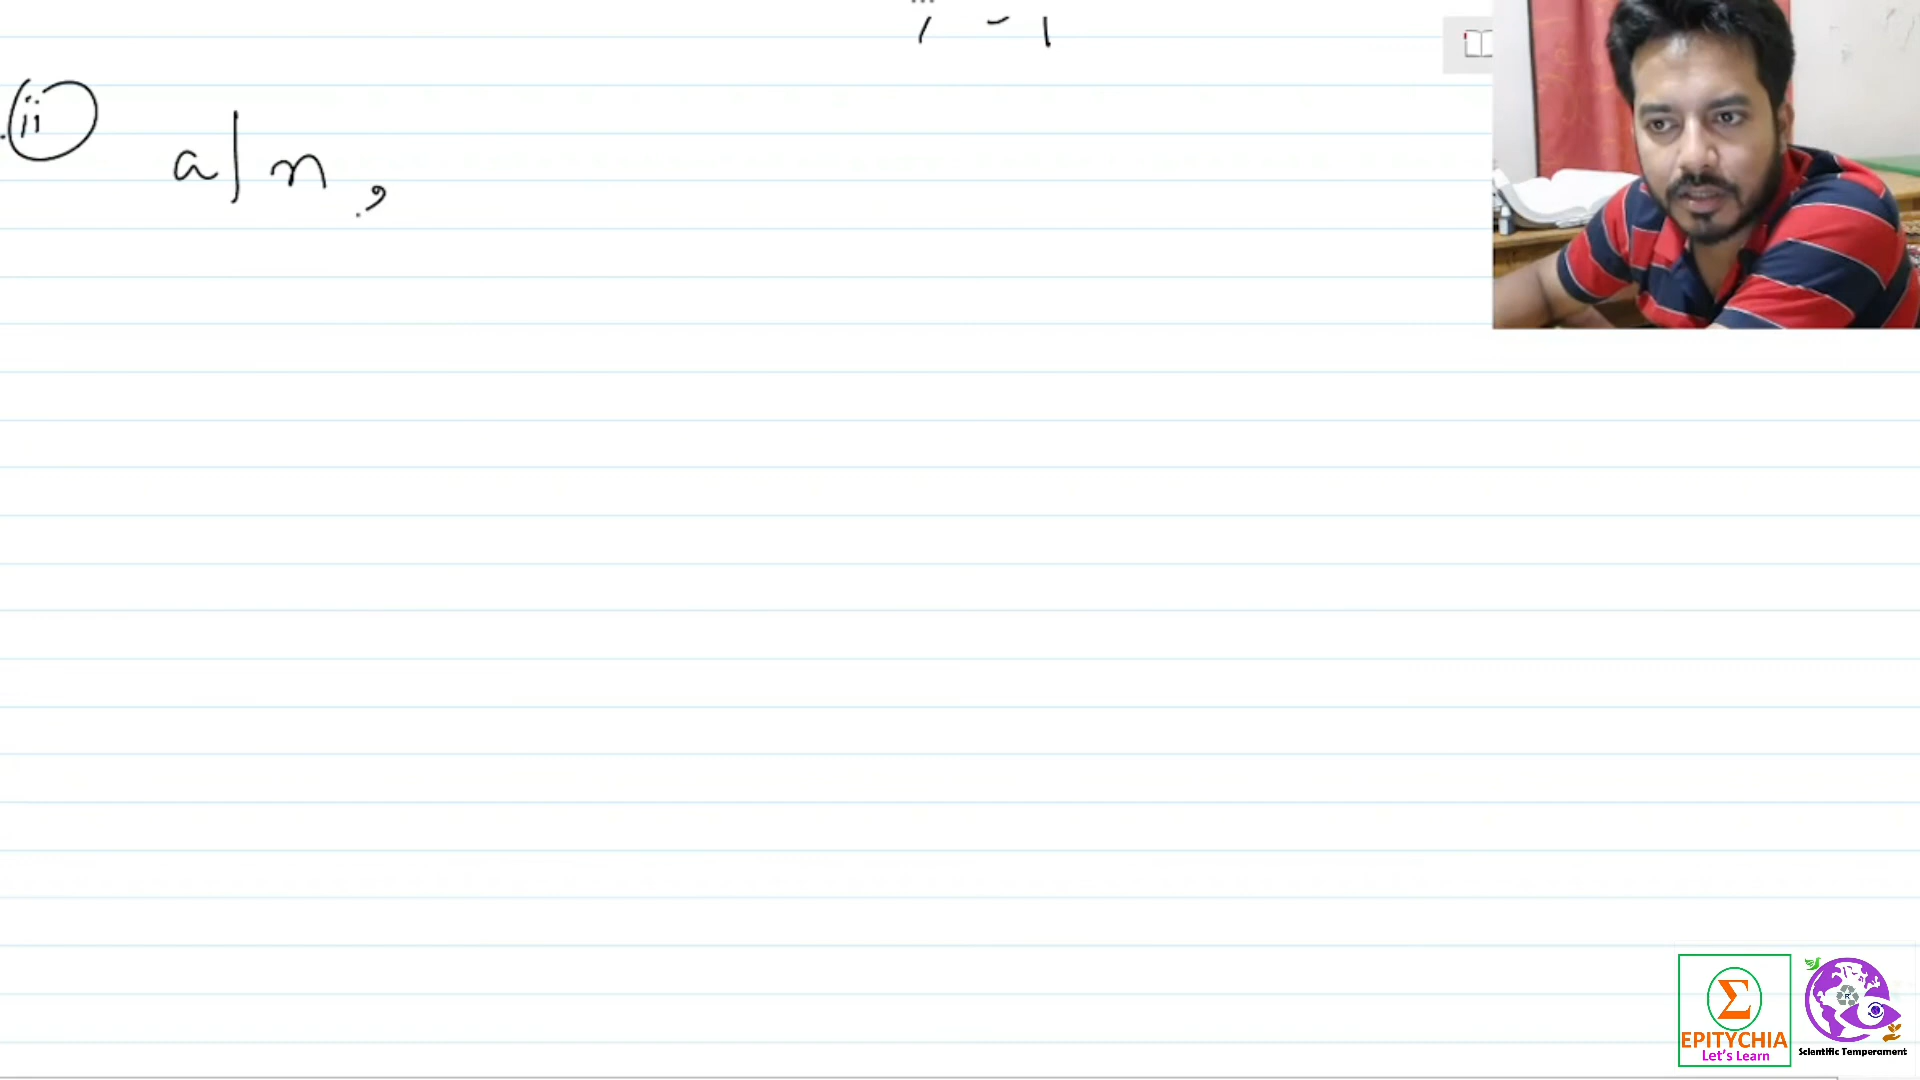 ii
a | n,
Σ
EPITYCHIA
Let's Learn
R
Scientific Temperament